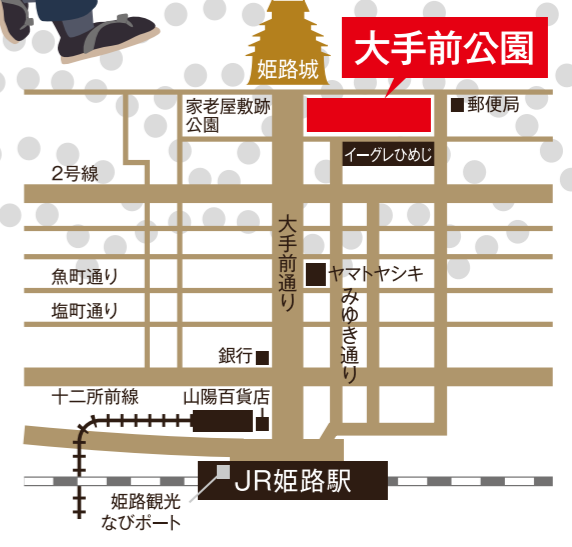 姫路城
大手前公園
家老屋敷跡
公園
郵便局
イーグレひめじ
2号線
大手前通り
魚町通り
ヤマトヤシキ
みゆき通り
塩町通り
銀行
十二所前線
山陽百貨店
JR姫路駅
姫路観光
なびポート